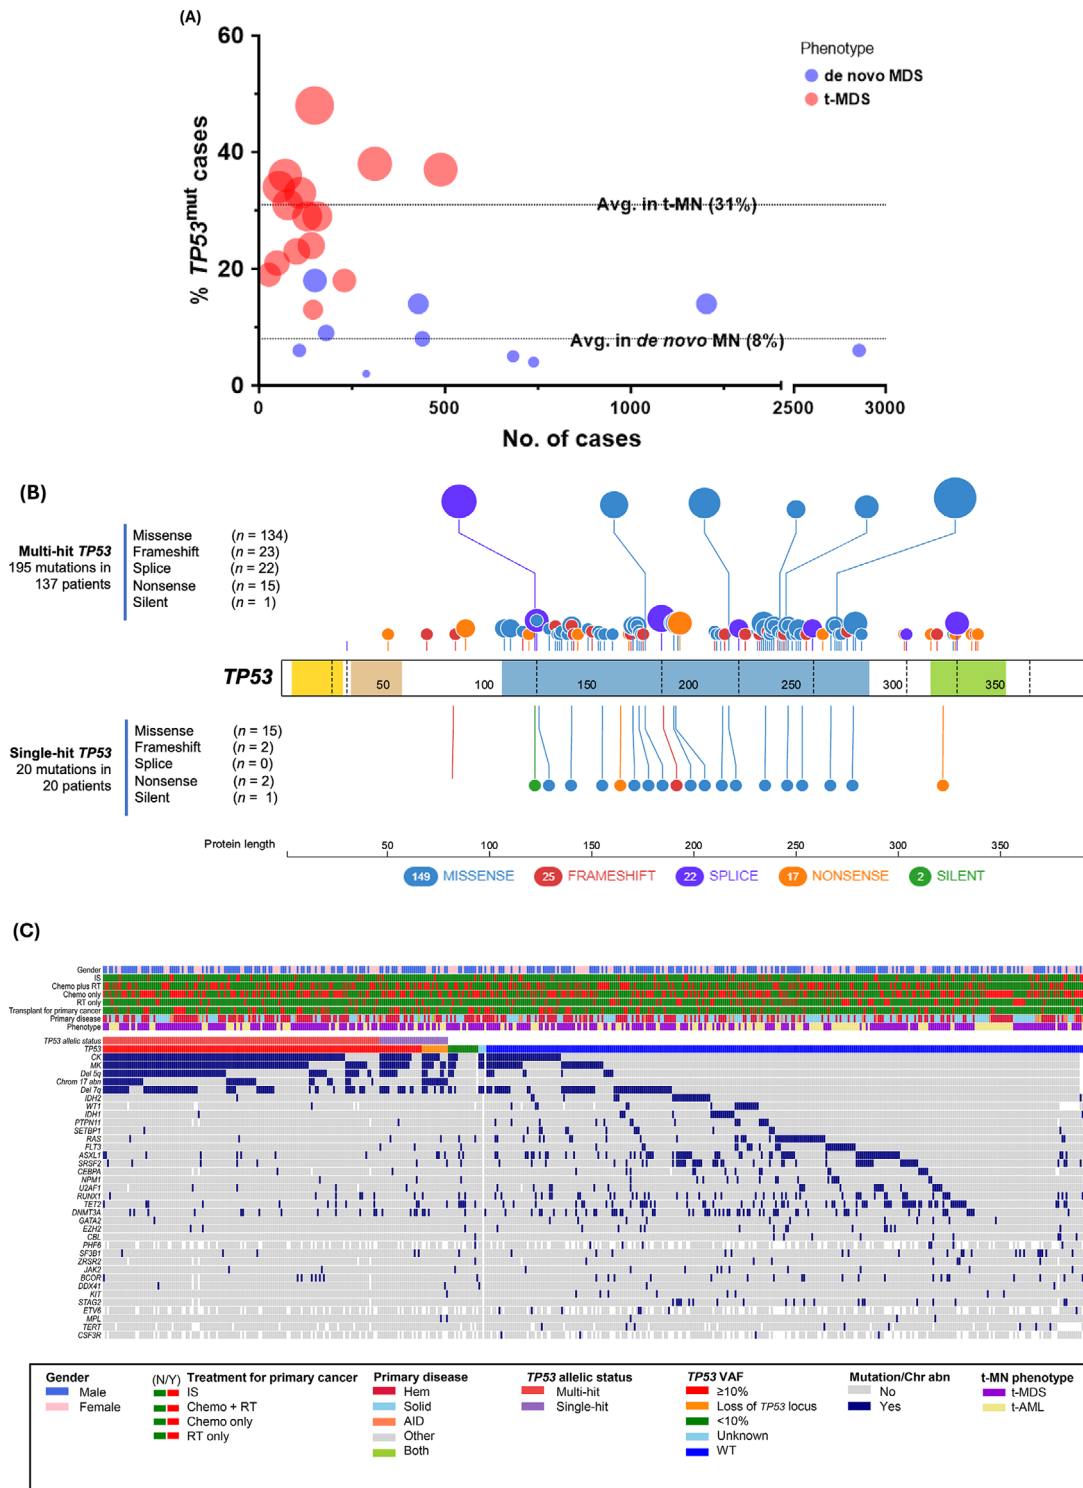 (A)
60
40
20
0
% TP53mut cases
Phenotype
de novo MDS
t-MDS
Avg. in t-MN (31%)
Avg. in de novo MN (8%)
0 500 1000 2500 3000
No. of cases
(B)
Multi-hit TP53
195 mutations in
137 patients
Missense (n = 134)
Frameshift (n = 23)
Splice (n = 22)
Nonsense (n = 15)
Silent (n = 1)
TP53
50 100 150 200 250 300 350
Single-hit TP53
20 mutations in
20 patients
Missense (n = 15)
Frameshift (n = 2)
Splice (n = 0)
Nonsense (n = 2)
Silent (n = 1)
Protein length
50 100 150 200 250 300 350
149 MISSENSE 25 FRAMESHIFT 22 SPLICE 17 NONSENSE 2 SILENT
(C)
Gender
IS
Chemo plus RT
Chemo only
RT only
Transplant for primary cancer
Primary disease
Phenotype
TP53 allelic status
TP53
CK
MK
Del 5q
Chrom 17 abn
Del 7q
IDH2
WT1
IDH1
PTPN11
SETBP1
RAS
FLT3
ASXL1
SRSF2
CEBPA
NPM1
U2AF1
RUNX1
TET2
DNMT3A
GATA2
EZH2
CBL
PHF6
SF3B1
ZRSR2
JAK2
BCOR
DDX41
KIT
STAG2
ETV6
MPL
TERT
CSF3R
Gender
Male
Female
(N/Y) Treatment for primary cancer
IS
Chemo + RT
Chemo only
RT only
Primary disease
Hem
Solid
AID
Other
Both
TP53 allelic status
Multi-hit
Single-hit
TP53 VAF
≥10%
Loss of TP53 locus
<10%
Unknown
WT
Mutation/Chr abn
No
Yes
t-MN phenotype
t-MDS
t-AML